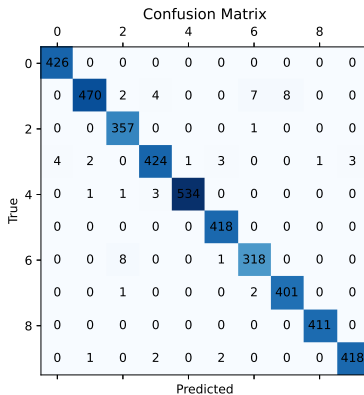 Confusion Matrix
0 2 4 6 8
0 426 0 0 0 0 0 0 0 0 0
0 470 2 4 0 0 7 8 0 0
2 0 0 357 0 0 0 1 0 0 0
4 2 0 424 1 3 0 0 1 3
4 0 1 1 3 534 0 0 0 0 0
0 0 0 0 0 418 0 0 0 0
6 0 0 8 0 0 1 318 0 0 0
0 0 1 0 0 0 2 401 0 0
8 0 0 0 0 0 0 0 0 411 0
0 1 0 2 0 2 0 0 0 418
True
Predicted